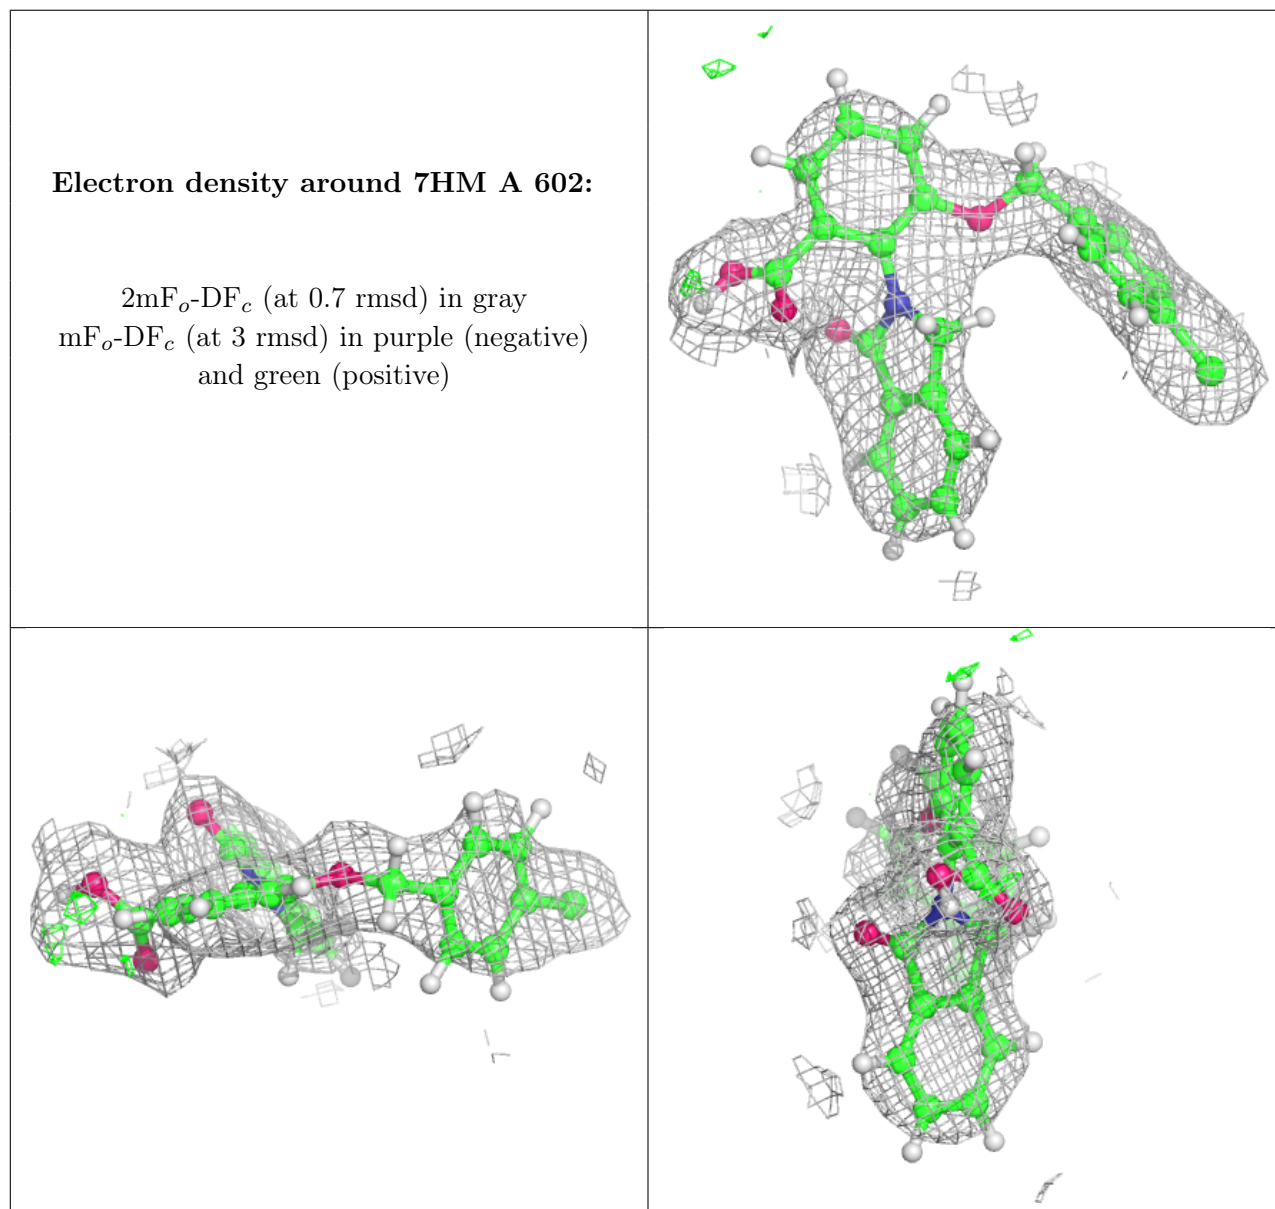 Electron density around 7HM A 602:
2mFo-DFc (at 0.7 rmsd) in gray
mFo-DFc (at 3 rmsd) in purple (negative)
and green (positive)